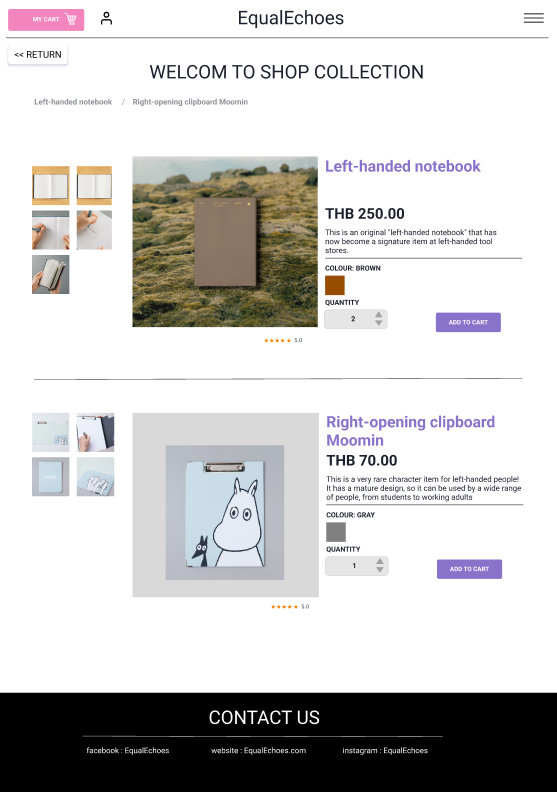 MY CART
EqualEchoes
<< RETURN
WELCOM TO SHOP COLLECTION
Left-handed notebook / Right-opening clipboard Moomin
Left-handed notebook
THB 250.00
This is an original "left-handed notebook" that has
now become a signature item at left-handed tool
stores.
COLOUR: BROWN
QUANTITY
2
ADD TO CART
★★★★★ 5.0
Right-opening clipboard
Moomin
THB 70.00
This is a very rare character item for left-handed people!
It has a mature design, so it can be used by a wide range
of people, from students to working adults
COLOUR: GRAY
QUANTITY
1
ADD TO CART
★★★★★ 5.0
CONTACT US
facebook : EqualEchoes
website : EqualEchoes.com
instagram : EqualEchoes